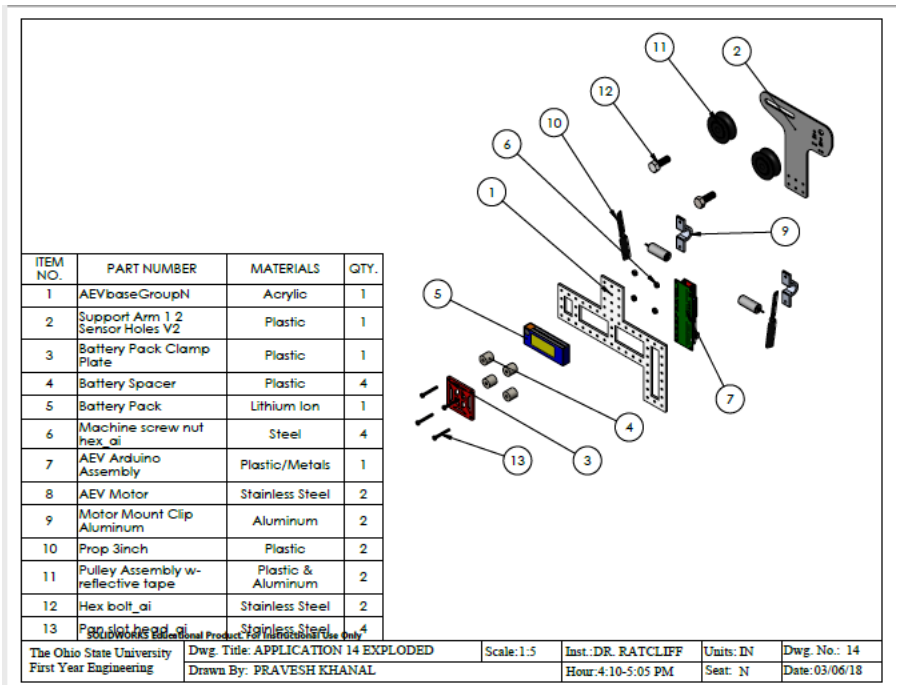 11
2
12
10
6
1
9
5
7
4
13
3
ITEM NO. PART NUMBER MATERIALS QTY.
1 AEVbaseGroupN Acrylic 1
2 Support Arm 1 2 Sensor Holes V2 Plastic 1
3 Battery Pack Clamp Plate Plastic 1
4 Battery Spacer Plastic 4
5 Battery Pack Lithium Ion 1
6 Machine screw nut hex_ai Steel 4
7 AEV Arduino Assembly Plastic/Metals 1
8 AEV Motor Stainless Steel 2
9 Motor Mount Clip Aluminum Aluminum 2
10 Prop 3inch Plastic 2
11 Pulley Assembly w-reflective tape Plastic & Aluminum 2
12 Hex bolt_ai Stainless Steel 2
13 Pan slot head_ai Stainless Steel 4
SOLIDWORKS Educational Product. For Instructional Use Only
The Ohio State University Dwg. Title: APPLICATION 14 EXPLODED Scale:1:5 Inst.:DR. RATCLIFF Units: IN Dwg. No.: 14
First Year Engineering Drawn By: PRAVESH KHANAL Hour:4:10-5:05 PM Seat: N Date:03/06/18